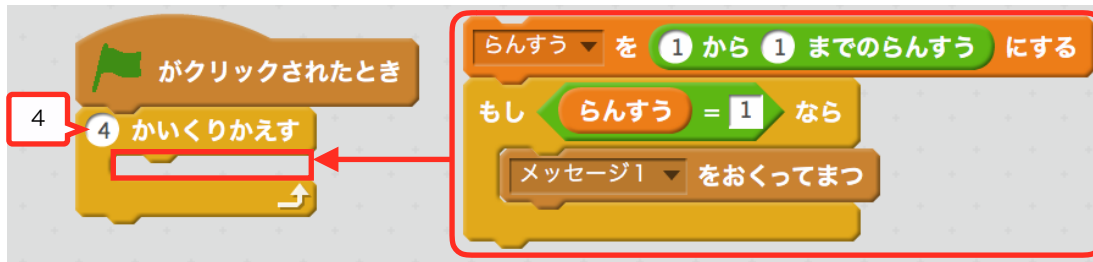 がクリックされたとき
4
4 かいくりかえす
らんすう を 1 から 1 までのらんすう にする
もし らんすう = 1 なら
メッセージ1 をおくってまつ